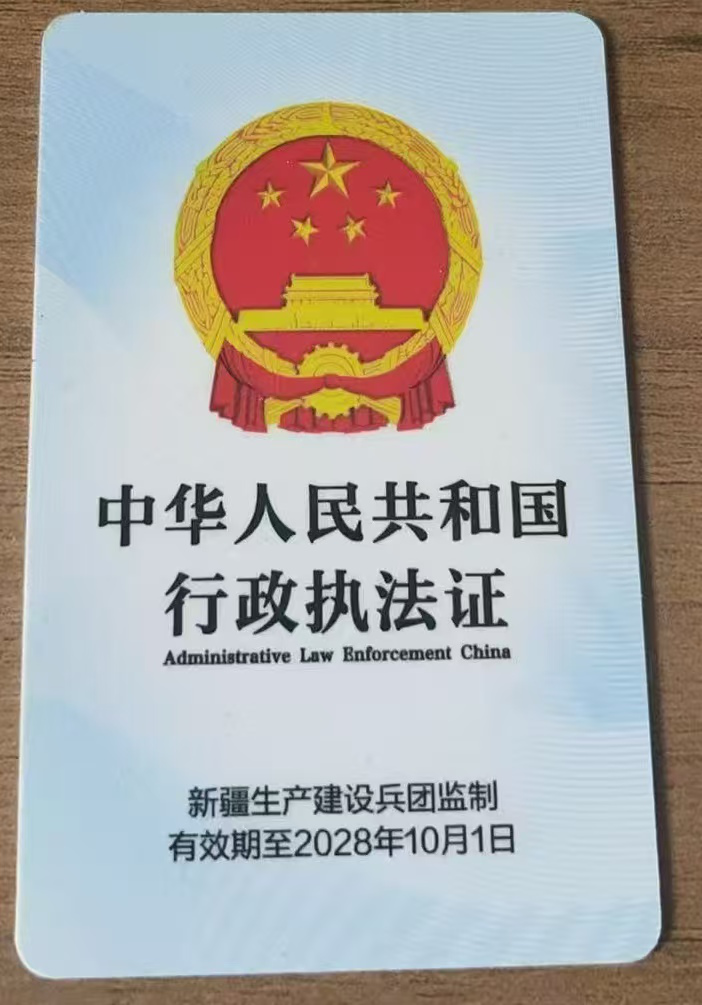 中华人民共和国
行政执法证
Administrative Law Enforcement China
新疆生产建设兵团监制
有效期至2028年10月1日